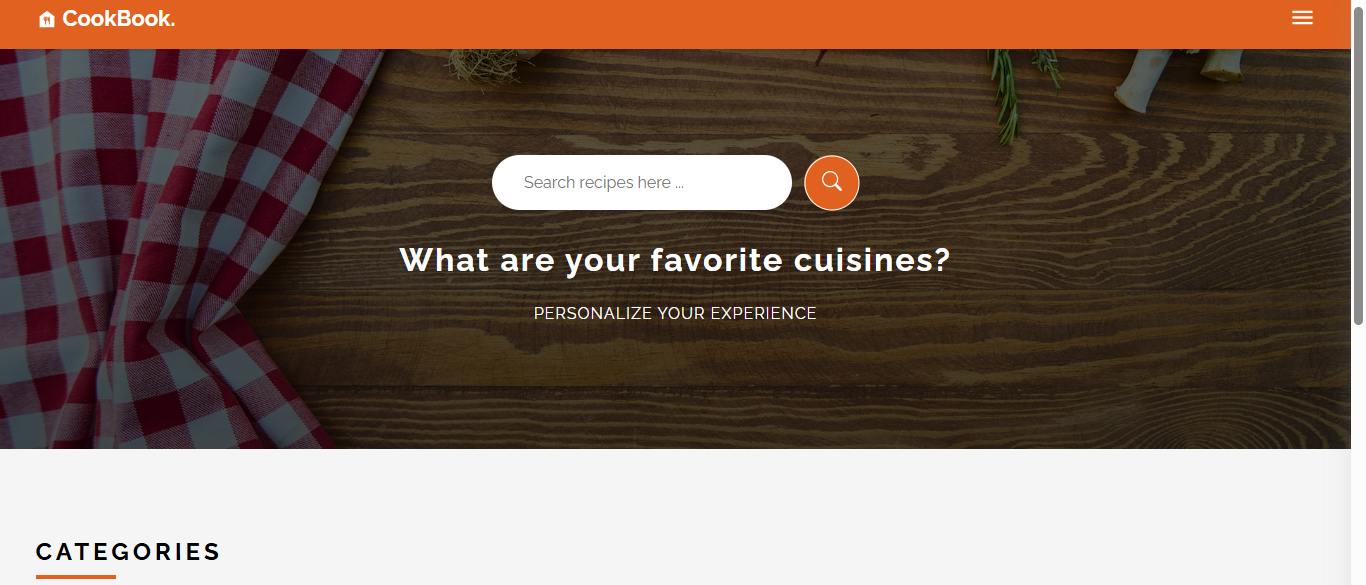 CookBook.
Search recipes here ...
What are your favorite cuisines?
PERSONALIZE YOUR EXPERIENCE
CATEGORIES